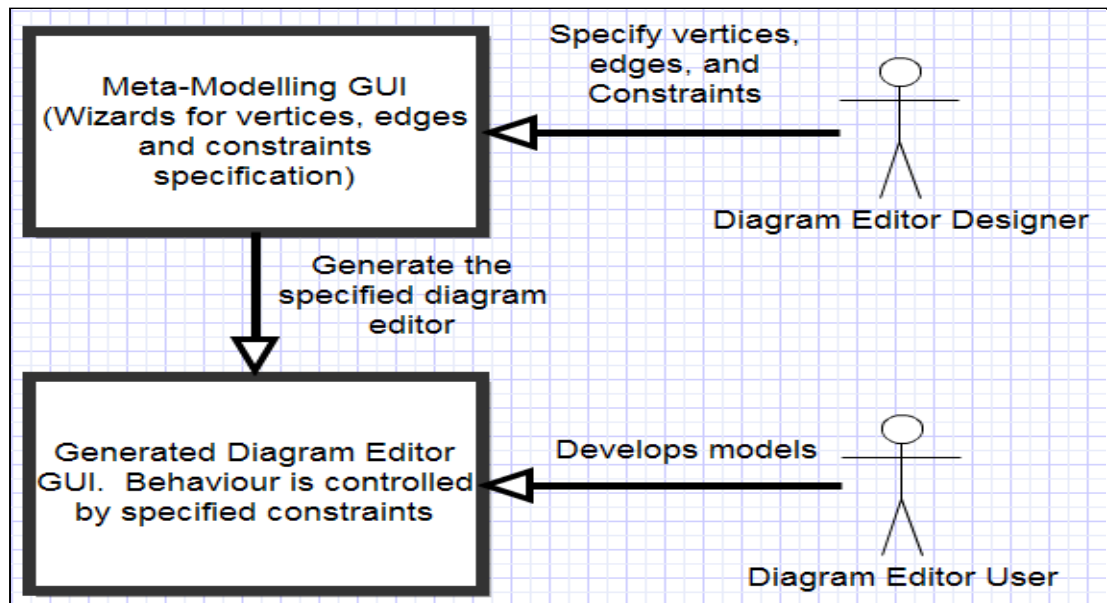 Meta-Modelling GUI
(Wizards for vertices, edges
and constraints
specification)
Specify vertices,
edges, and
Constraints
Diagram Editor Designer
Generate the
specified diagram
editor
Generated Diagram Editor
GUI.  Behaviour is controlled
by specified constraints
Develops models
Diagram Editor User